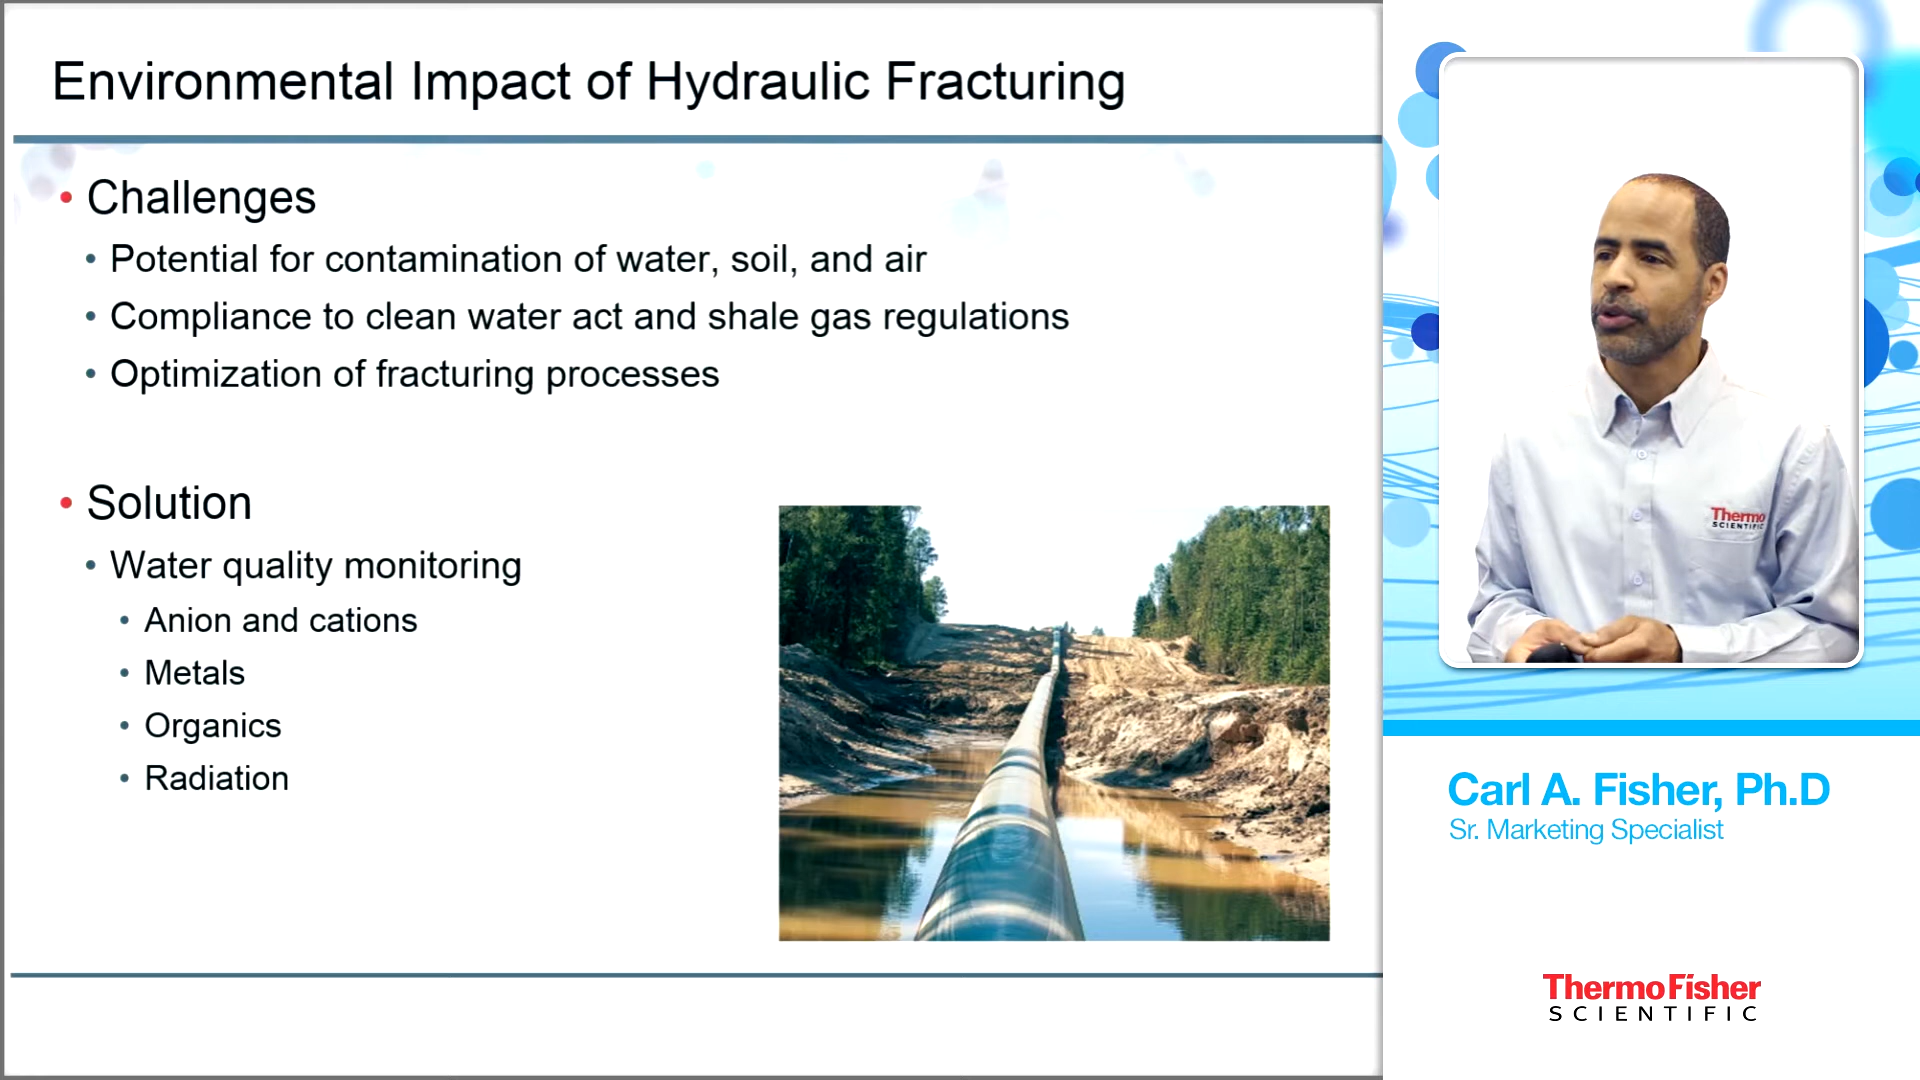 Environmental Impact of Hydraulic Fracturing
• Challenges
• Potential for contamination of water, soil, and air
• Compliance to clean water act and shale gas regulations
• Optimization of fracturing processes
• Solution
• Water quality monitoring
• Anion and cations
• Metals
• Organics
• Radiation
Thermo
SCIENTIFIC
Carl A. Fisher, Ph.D
Sr. Marketing Specialist
ThermoFisher
SCIENTIFIC